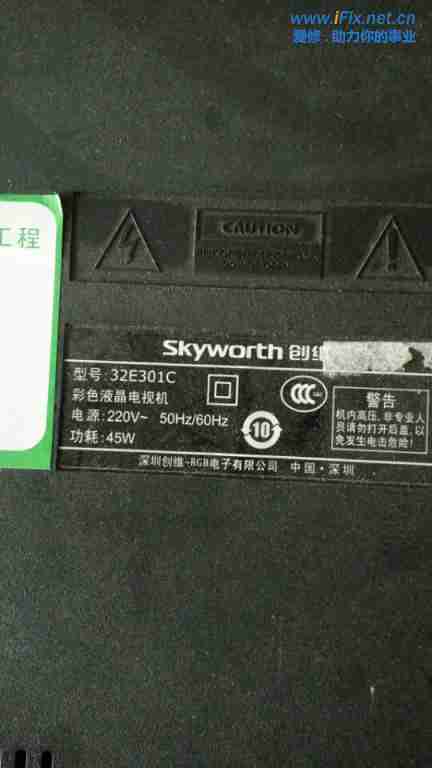 www.iFix.net.cn
爱修 . 助力你的事业
工程
CAUTION
Skyworth 创维
型号: 32E301C
彩色液晶电视机
电源: 220V~ 50Hz/60Hz
功耗: 45W
10
CCC
警告
机内高压, 非专业人
员请勿打开后盖, 以
免发生电击危险!
深圳创维-RGB电子有限公司 中国·深圳